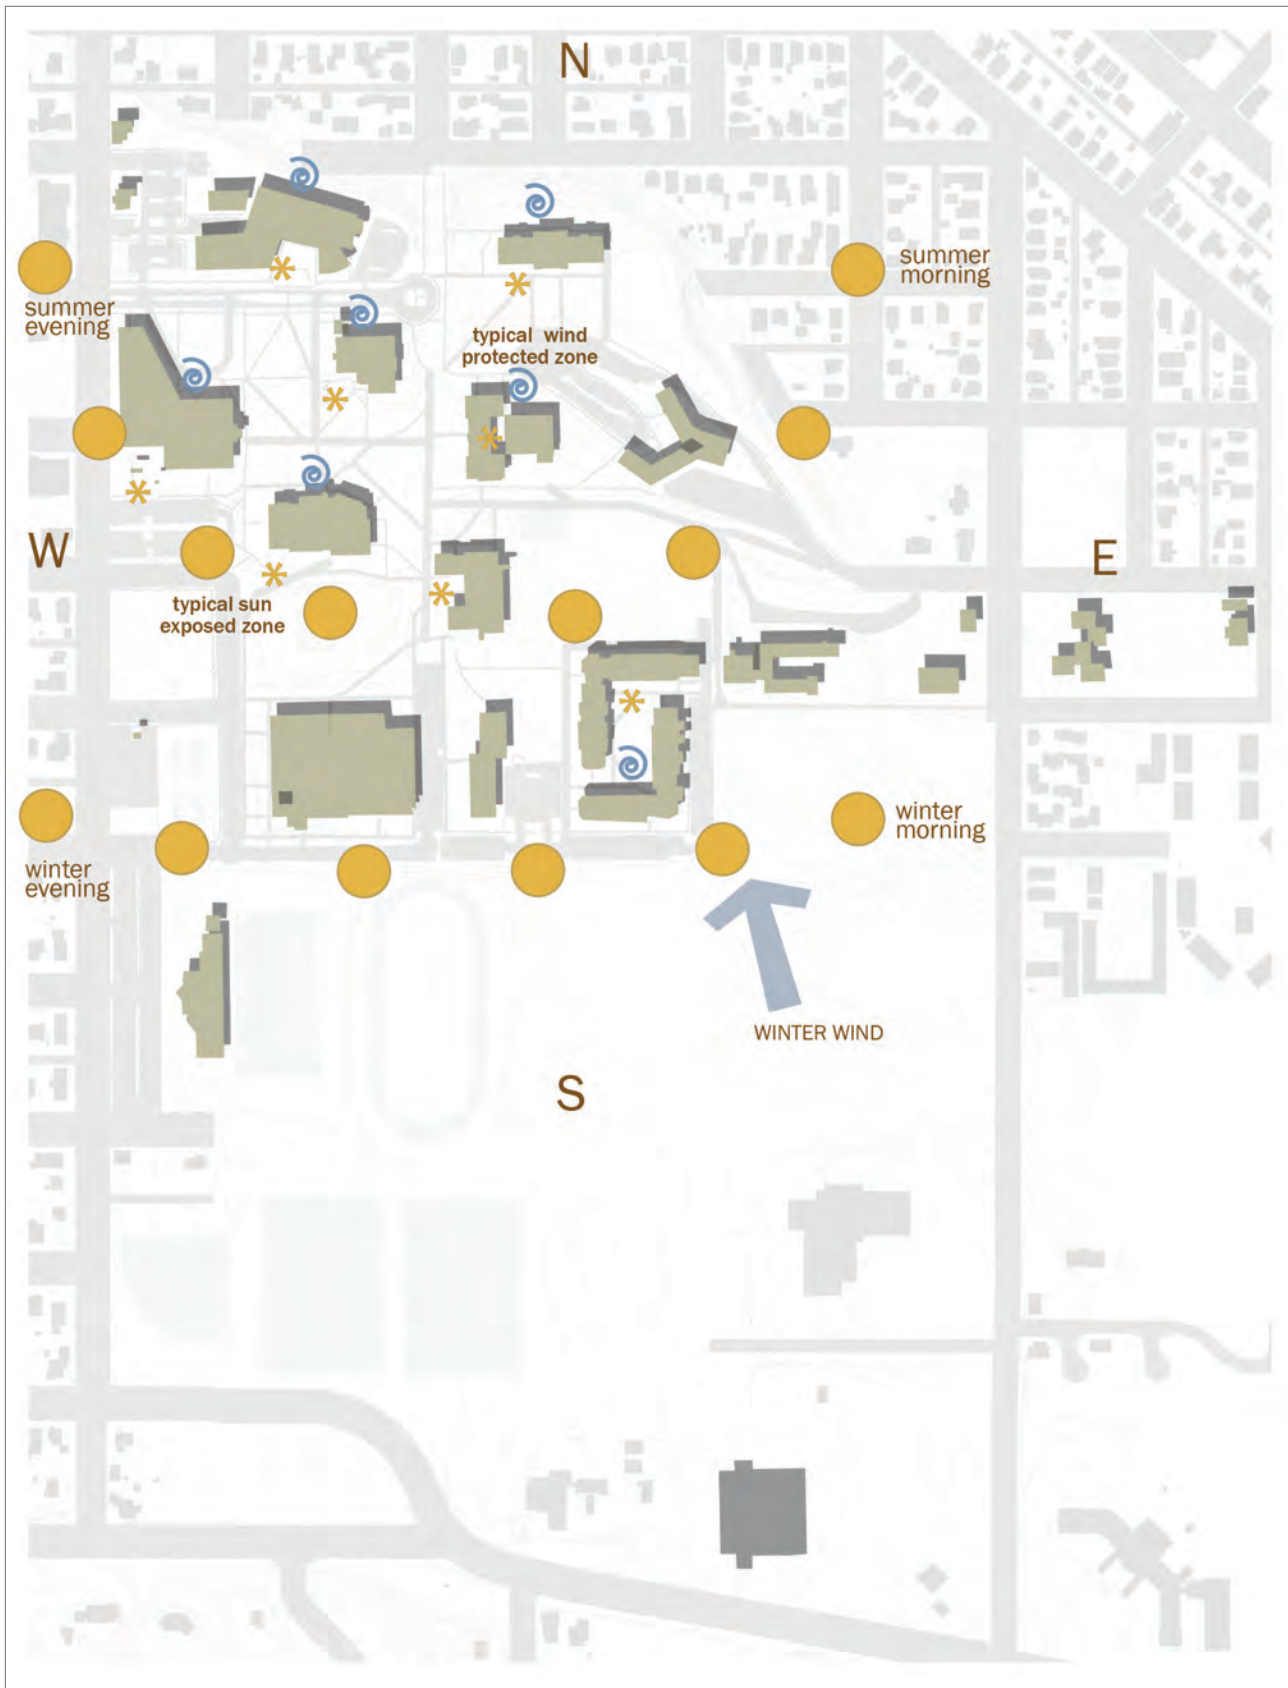 N
summer
evening
summer
morning
typical wind
protected zone
W
E
typical sun
exposed zone
winter
evening
winter
morning
WINTER WIND
S